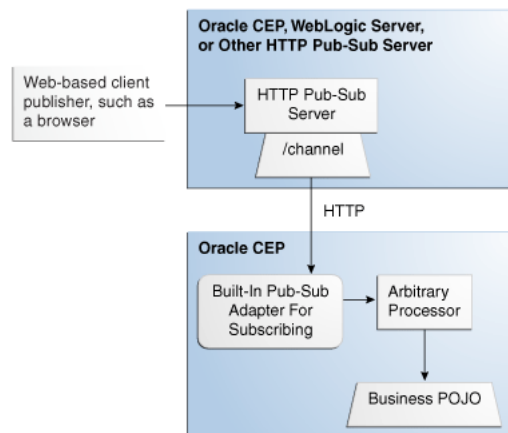 Oracle CEP, WebLogic Server,
or Other HTTP Pub-Sub Server
Web-based client
publisher, such as
a browser
HTTP Pub-Sub
Server
/channel
HTTP
Oracle CEP
Built-In Pub-Sub
Adapter For
Subscribing
Arbitrary
Processor
Business POJO